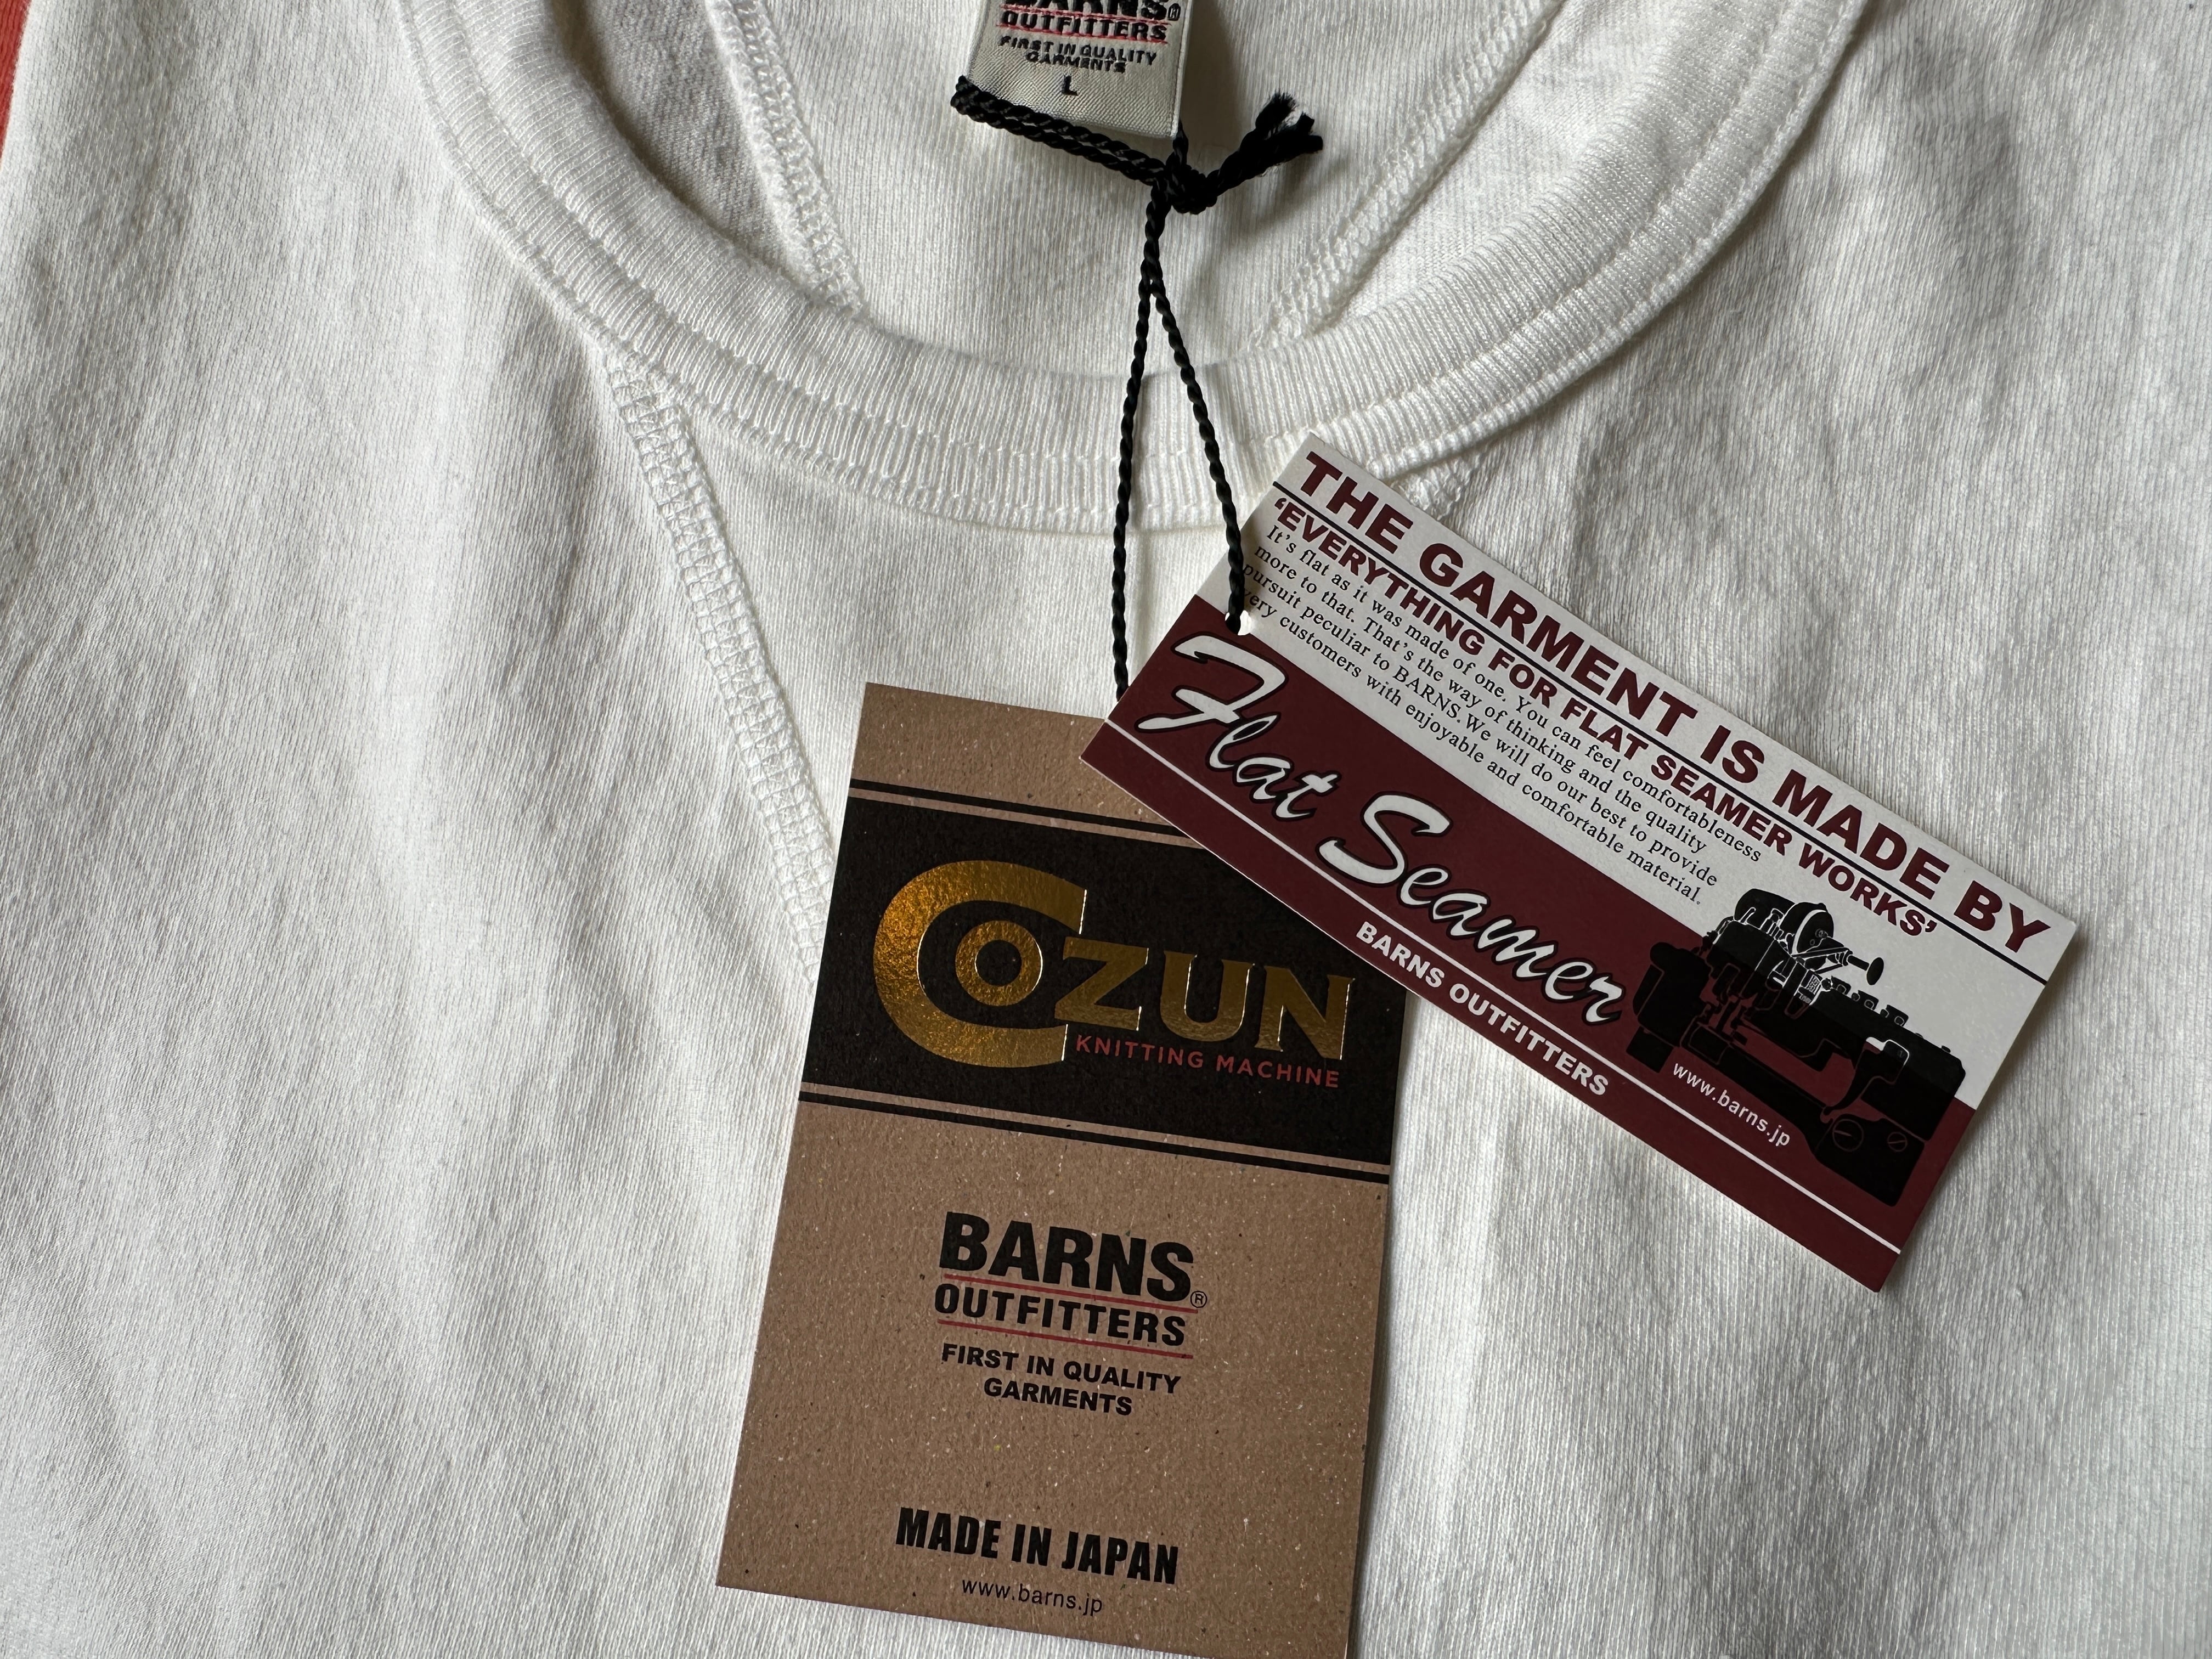 BARNS®
OUTFITTERS
FIRST IN QUALITY
GARMENTS
L
THE GARMENT IS MADE BY
‘EVERYTHING FOR FLAT SEAMER WORKS’
It's flat as it was made of one. You can feel comfortableness
more to that. That's the way of thinking and the quality
pursuit peculiar to BARNS.We will do our best to provide
very customers with enjoyable and comfortable material.
Flat Seamer
BARNS OUTFITTERS
www.barns.jp
COZUN
KNITTING MACHINE
BARNS®
OUTFITTERS
FIRST IN QUALITY
GARMENTS
MADE IN JAPAN
www.barns.jp